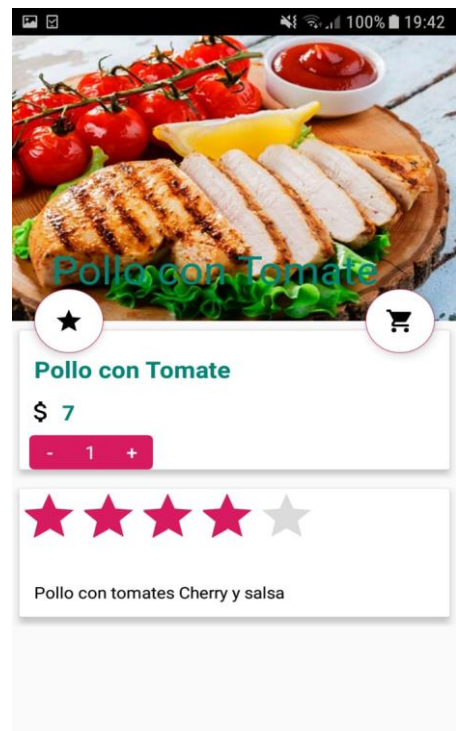 100% 19:42
Pollo con Tomate
Pollo con Tomate
$ 7
- 1 +
Pollo con tomates Cherry y salsa